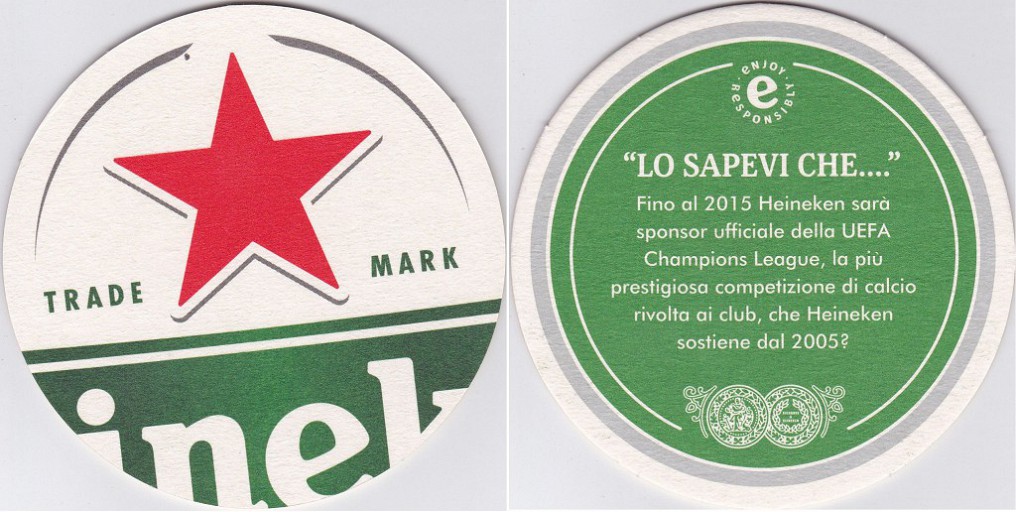 TRADE MARK
inek
ENJOY
e
RESPONSIBLY
“LO SAPEVI CHE....”
Fino al 2015 Heineken sarà
sponsor ufficiale della UEFA
Champions League, la più
prestigiosa competizione di calcio
rivolta ai club, che Heineken
sostiene dal 2005?